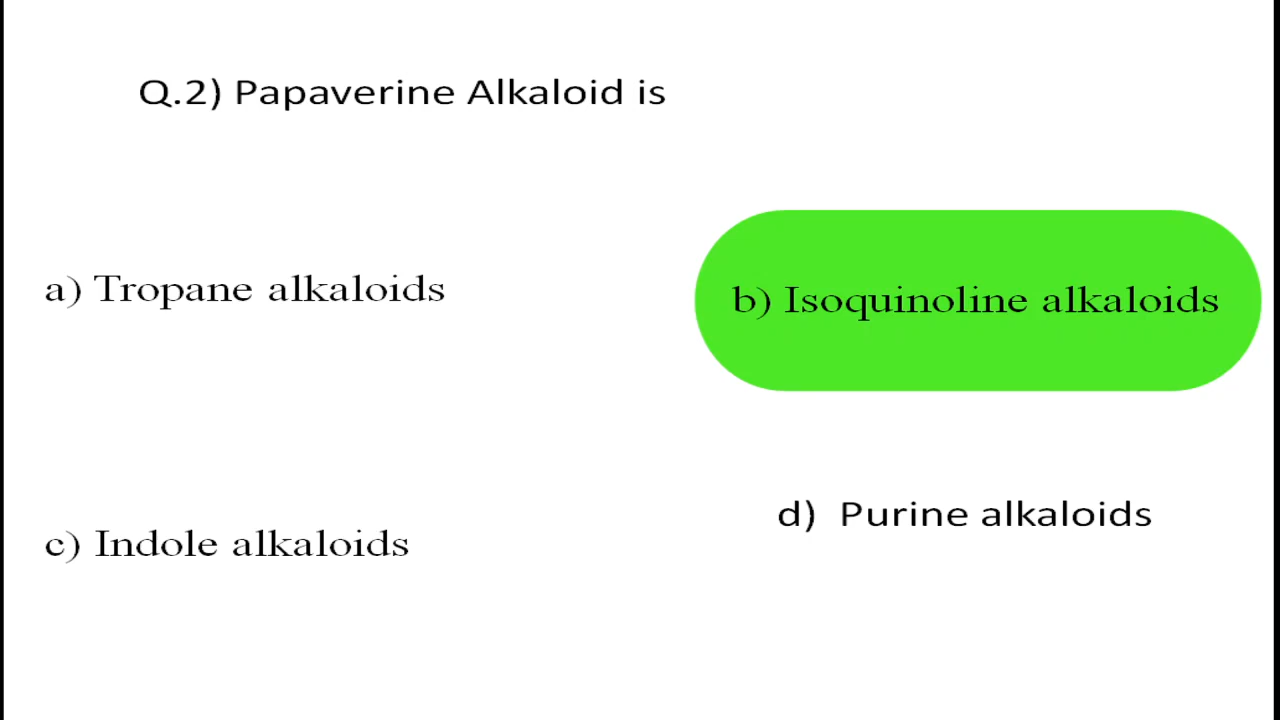 Q.2) Papaverine Alkaloid is
a) Tropane alkaloids
b) Isoquinoline alkaloids
c) Indole alkaloids
d) Purine alkaloids